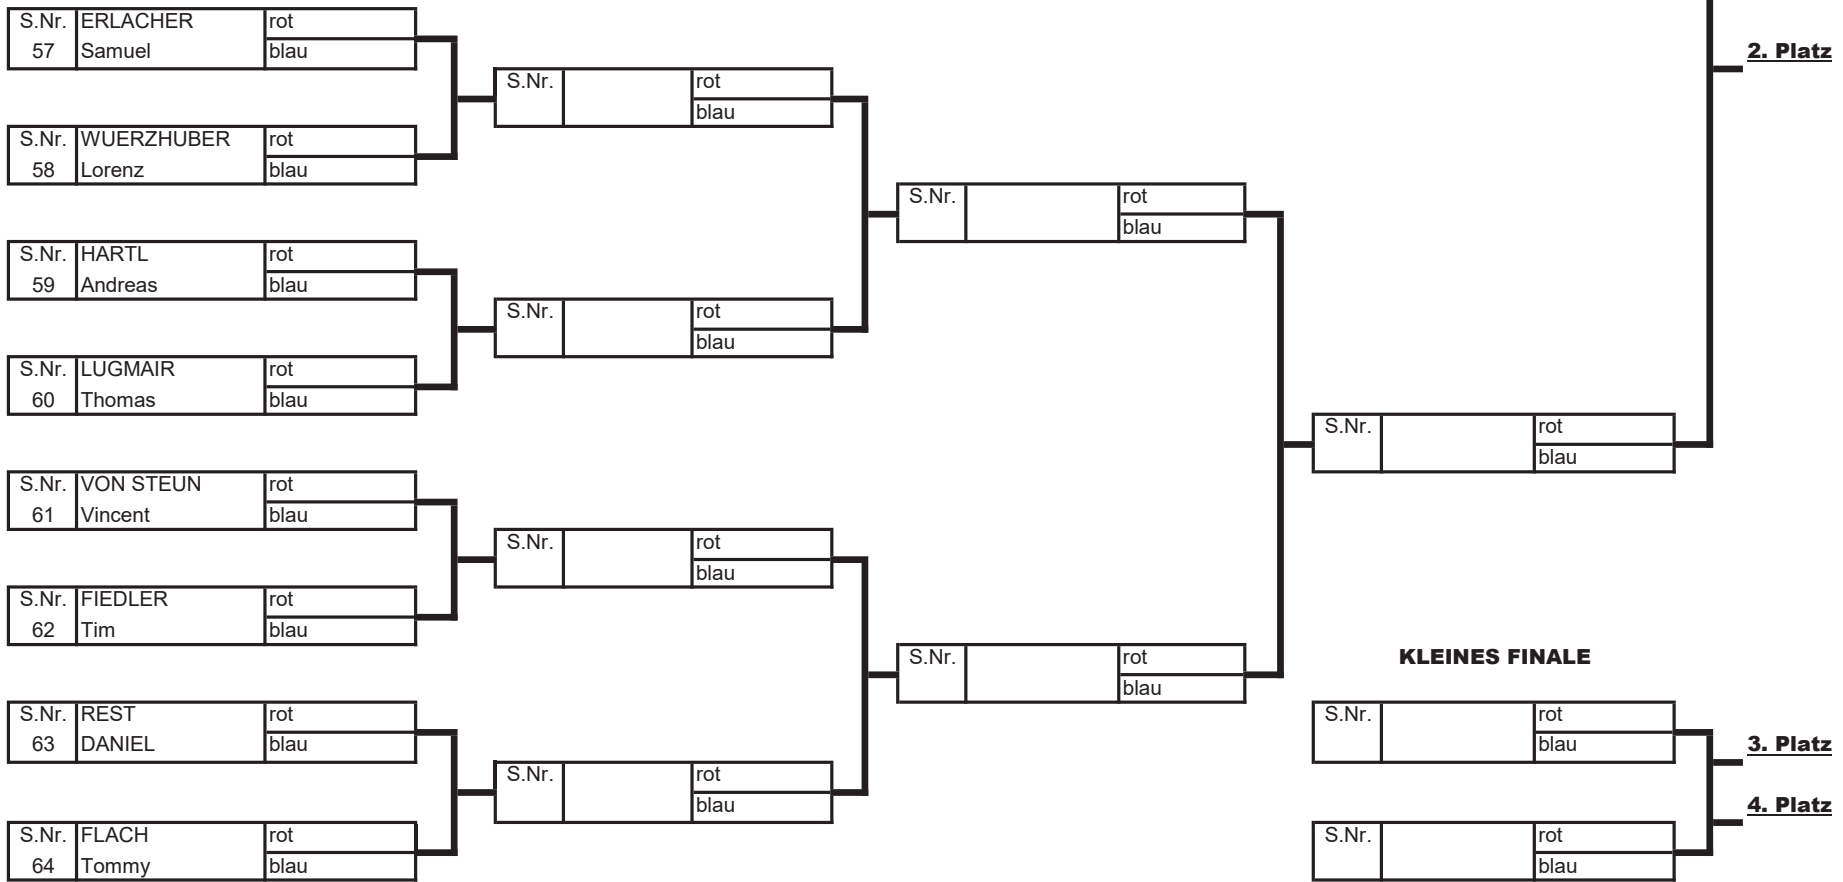 S.Nr. ERLACHER rot
57 Samuel blau
2. Platz
S.Nr. rot
blau
S.Nr. WUERZHUBER rot
58 Lorenz blau
S.Nr. rot
blau
S.Nr. HARTL rot
59 Andreas blau
S.Nr. rot
blau
S.Nr. LUGMAIR rot
60 Thomas blau
S.Nr. rot
blau
S.Nr. VON STEUN rot
61 Vincent blau
S.Nr. rot
blau
S.Nr. FIEDLER rot
62 Tim blau
S.Nr. rot
blau
KLEINES FINALE
S.Nr. REST rot
63 DANIEL blau
S.Nr. rot
blau
3. Platz
S.Nr. rot
blau
4. Platz
S.Nr. FLACH rot
64 Tommy blau
S.Nr. rot
blau